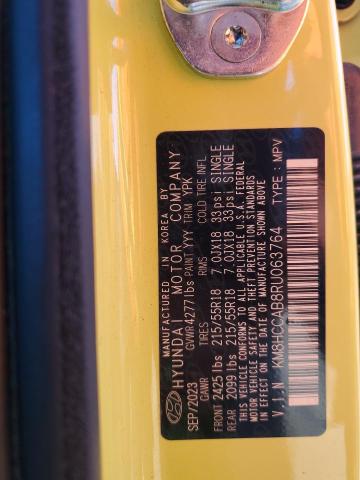 MANUFACTURED IN KOREA BY
HYUNDAI MOTOR COMPANY
SEP/2023 GVWR 4277 lbs PAINT YYY TRIM YPK
GAWR TIRES RIMS COLD TIRE INFL
FRONT 2425 lbs 215/55R18 7.0JX18 33psi SINGLE
REAR 2099 lbs 215/55R18 7.0JX18 33psi SINGLE
THIS VEHICLE CONFORMS TO ALL APPLICABLE U.S.A FEDERAL
MOTOR VEHICLE SAFETY AND THEFT PREVENTION STANDARDS
IN EFFECT ON THE DATE OF MANUFACTURE SHOWN ABOVE
V.I.N KM8HCCAB8RU063764 TYPE : MPV